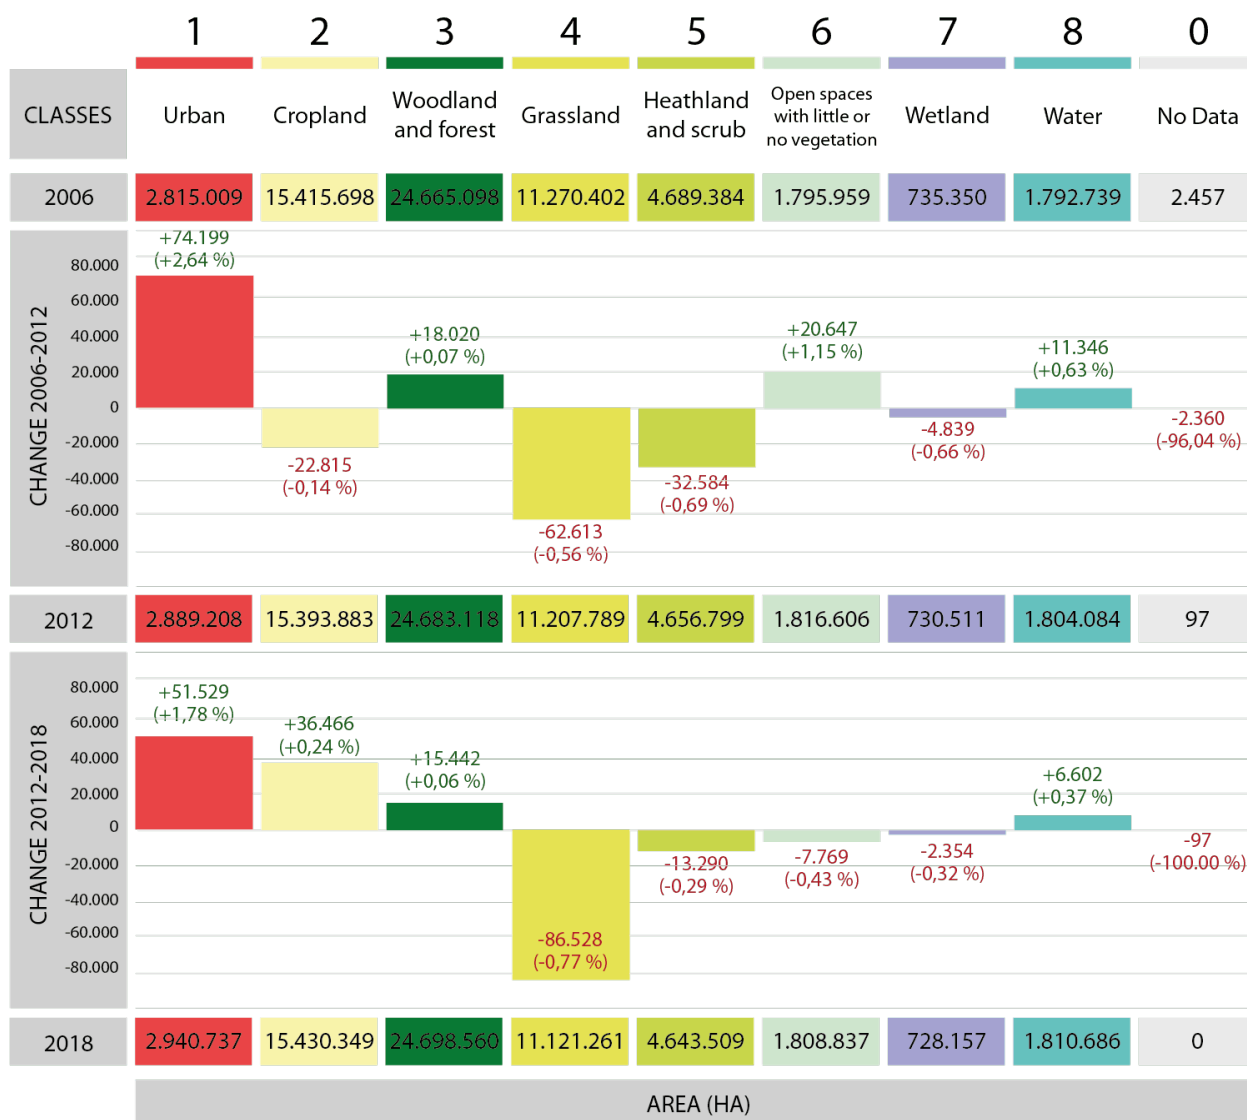 1 2 3 4 5 6 7 8 0
CLASSES
Urban
Cropland
Woodland
and forest
Grassland
Heathland
and scrub
Open spaces
with little or
no vegetation
Wetland
Water
No Data
2006 2.815.009 15.415.698 24.665.098 11.270.402 4.689.384 1.795.959 735.350 1.792.739 2.457
CHANGE 2006-2012
80.000
60.000
40.000
20.000
0
-20.000
-40.000
-60.000
-80.000
+74.199
(+2,64 %)
-22.815
(-0,14 %)
+18.020
(+0,07 %)
-62.613
(-0,56 %)
-32.584
(-0,69 %)
+20.647
(+1,15 %)
-4.839
(-0,66 %)
+11.346
(+0,63 %)
-2.360
(-96,04 %)
2012 2.889.208 15.393.883 24.683.118 11.207.789 4.656.799 1.816.606 730.511 1.804.084 97
CHANGE 2012-2018
80.000
60.000
40.000
20.000
0
-20.000
-40.000
-60.000
-80.000
+51.529
(+1,78 %)
+36.466
(+0,24 %)
+15.442
(+0,06 %)
-86.528
(-0,77 %)
-13.290
(-0,29 %)
-7.769
(-0,43 %)
-2.354
(-0,32 %)
+6.602
(+0,37 %)
-97
(-100.00 %)
2018 2.940.737 15.430.349 24.698.560 11.121.261 4.643.509 1.808.837 728.157 1.810.686 0
AREA (HA)